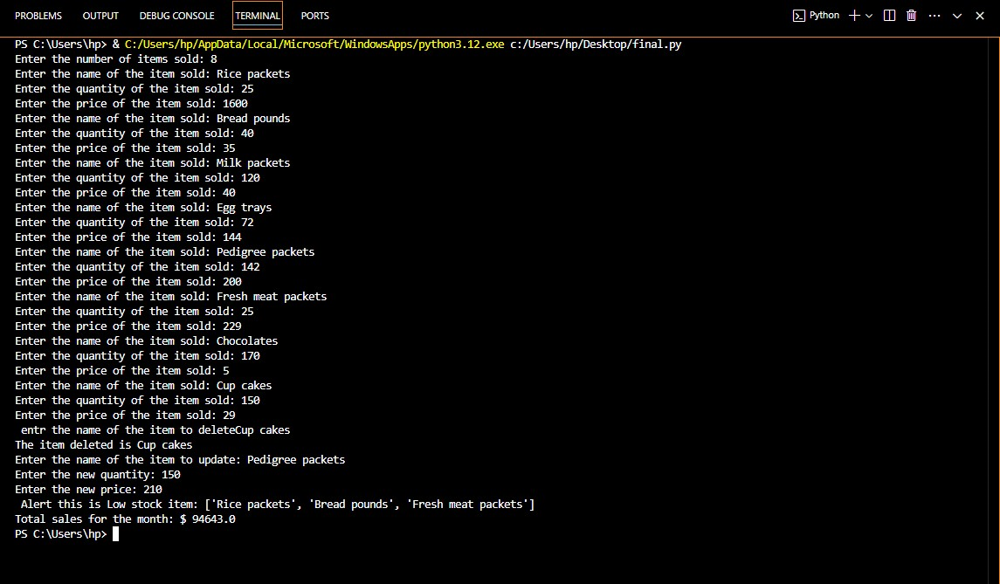 PROBLEMS OUTPUT DEBUG CONSOLE TERMINAL PORTS Python
PS C:\Users\hp> & C:/Users/hp/AppData/Local/Microsoft/WindowsApps/python3.12.exe c:/Users/hp/Desktop/final.py
Enter the number of items sold: 8
Enter the name of the item sold: Rice packets
Enter the quantity of the item sold: 25
Enter the price of the item sold: 1600
Enter the name of the item sold: Bread pounds
Enter the quantity of the item sold: 40
Enter the price of the item sold: 35
Enter the name of the item sold: Milk packets
Enter the quantity of the item sold: 120
Enter the price of the item sold: 40
Enter the name of the item sold: Egg trays
Enter the quantity of the item sold: 72
Enter the price of the item sold: 144
Enter the name of the item sold: Pedigree packets
Enter the quantity of the item sold: 142
Enter the price of the item sold: 200
Enter the name of the item sold: Fresh meat packets
Enter the quantity of the item sold: 25
Enter the price of the item sold: 229
Enter the name of the item sold: Chocolates
Enter the quantity of the item sold: 170
Enter the price of the item sold: 5
Enter the name of the item sold: Cup cakes
Enter the quantity of the item sold: 150
Enter the price of the item sold: 29
 entr the name of the item to deleteCup cakes
The item deleted is Cup cakes
Enter the name of the item to update: Pedigree packets
Enter the new quantity: 150
Enter the new price: 210
 Alert this is Low stock item: ['Rice packets', 'Bread pounds', 'Fresh meat packets']
Total sales for the month: $ 94643.0
PS C:\Users\hp>